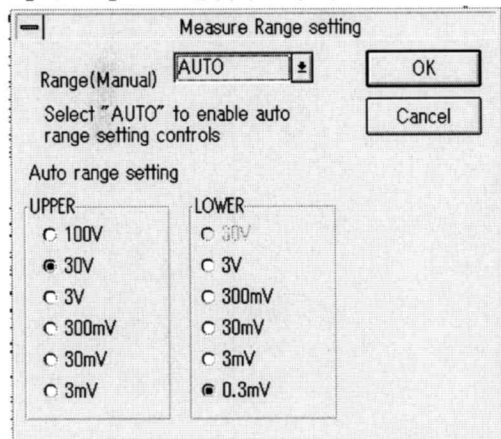 Measure Range setting
Range(Manual)
AUTO
OK
Select "AUTO" to enable auto
range setting controls
Cancel
Auto range setting
UPPER
100V
30V
3V
300mV
30mV
3mV
LOWER
30V
3V
300mV
30mV
3mV
0.3mV